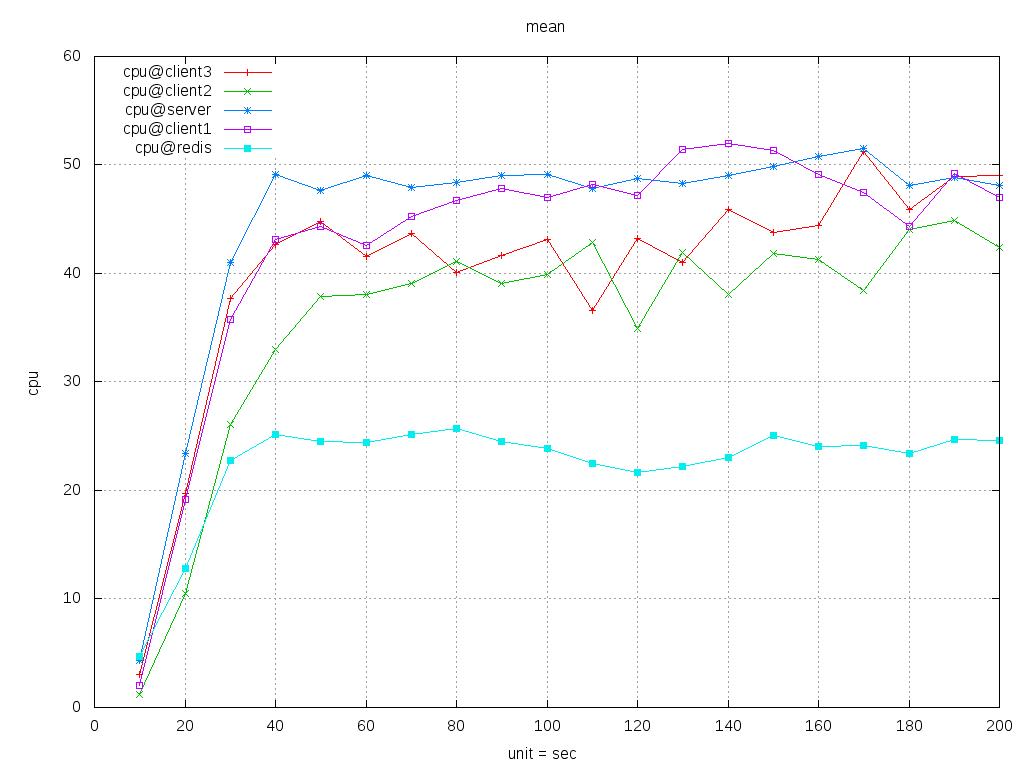 mean
60
50
40
30
20
10
0
cpu
cpu@client3
cpu@client2
cpu@server
cpu@client1
cpu@redis
0 20 40 60 80 100 120 140 160 180 200
unit = sec